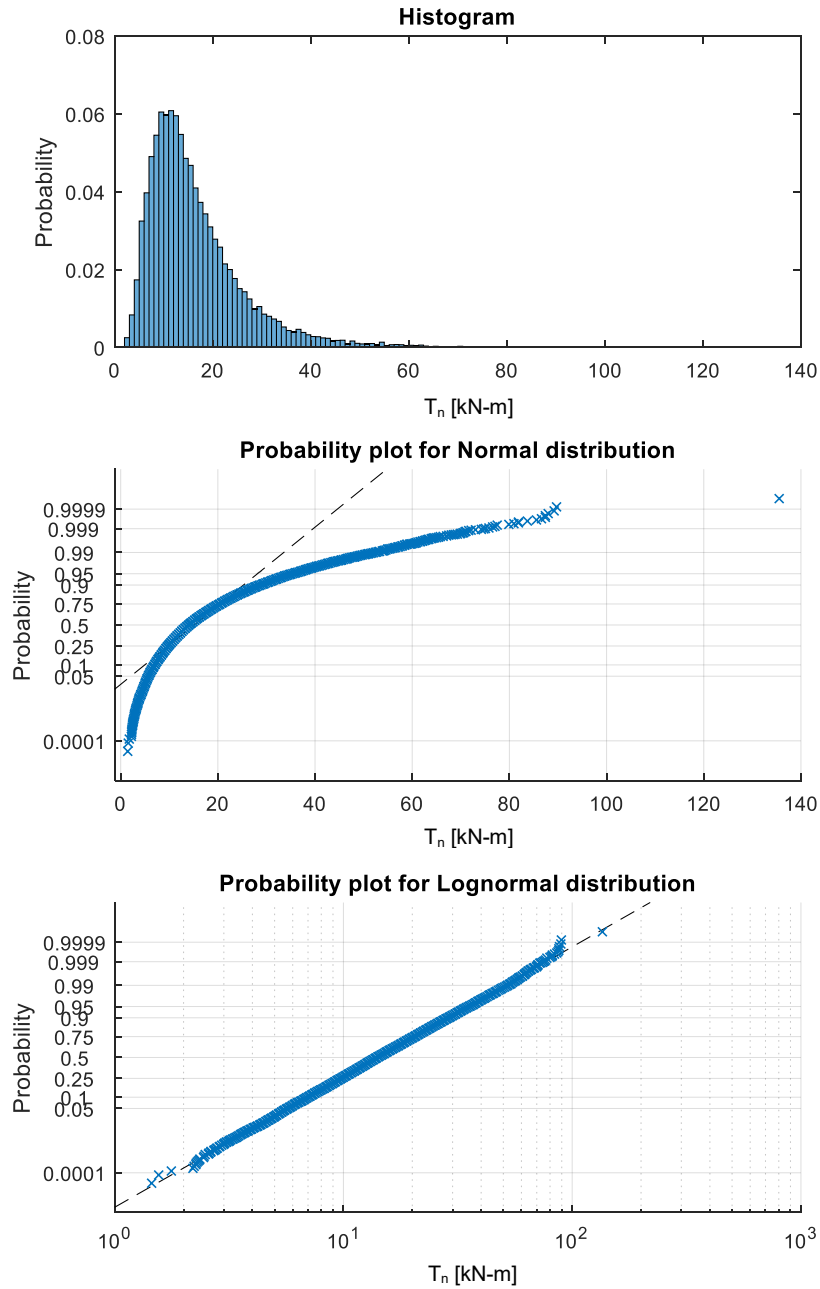 Histogram
0.08
0.06
0.04
0.02
0
Probability
0 20 40 60 80 100 120 140
Tₙ [kN-m]
Probability plot for Normal distribution
0.9999
0.999
0.99
0.95
0.9
0.75
0.5
0.25
0.1
0.05
0.0001
Probability
0 20 40 60 80 100 120 140
Tₙ [kN-m]
Probability plot for Lognormal distribution
0.9999
0.999
0.99
0.95
0.9
0.75
0.5
0.25
0.1
0.05
0.0001
Probability
10⁰ 10¹ 10² 10³
Tₙ [kN-m]